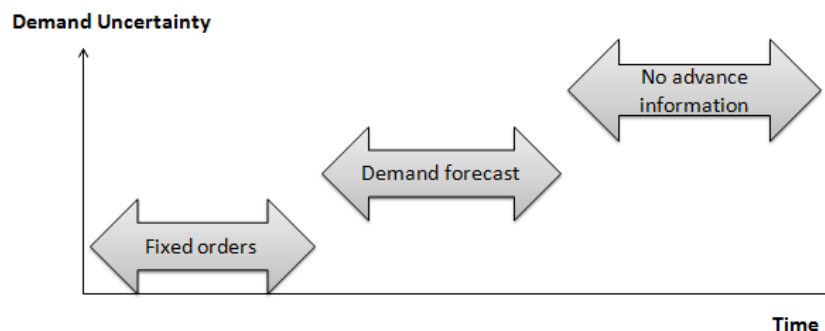 Demand Uncertainty
No advance
information
Demand forecast
Fixed orders
Time